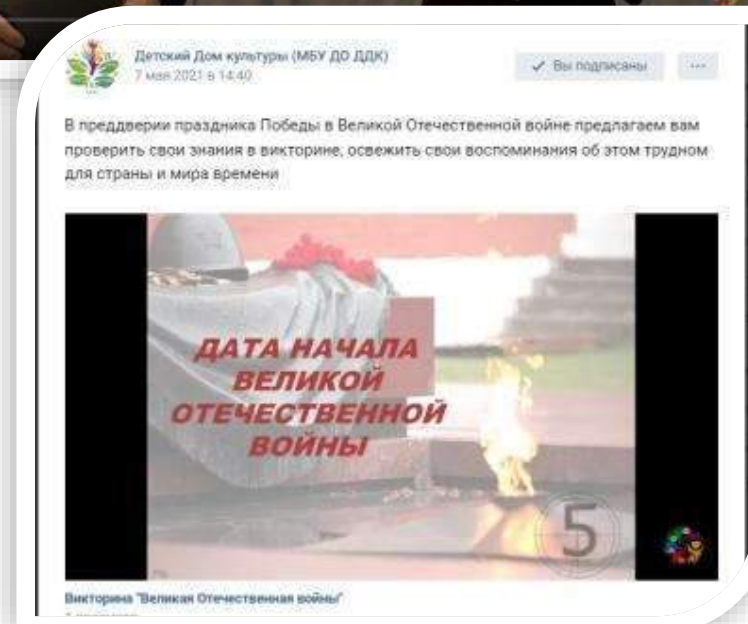 Детский Дом культуры (МБУ ДО ДДК)
7 мая 2021 в 14:40
Вы подписаны
В преддверии праздника Победы в Великой Отечественной войне предлагаем вам
проверить свои знания в викторине, освежить свои воспоминания об этом трудном
для страны и мира времени
ДАТА НАЧАЛА
ВЕЛИКОЙ
ОТЕЧЕСТВЕННОЙ
ВОЙНЫ
5
Викторина "Великая Отечественная войны"